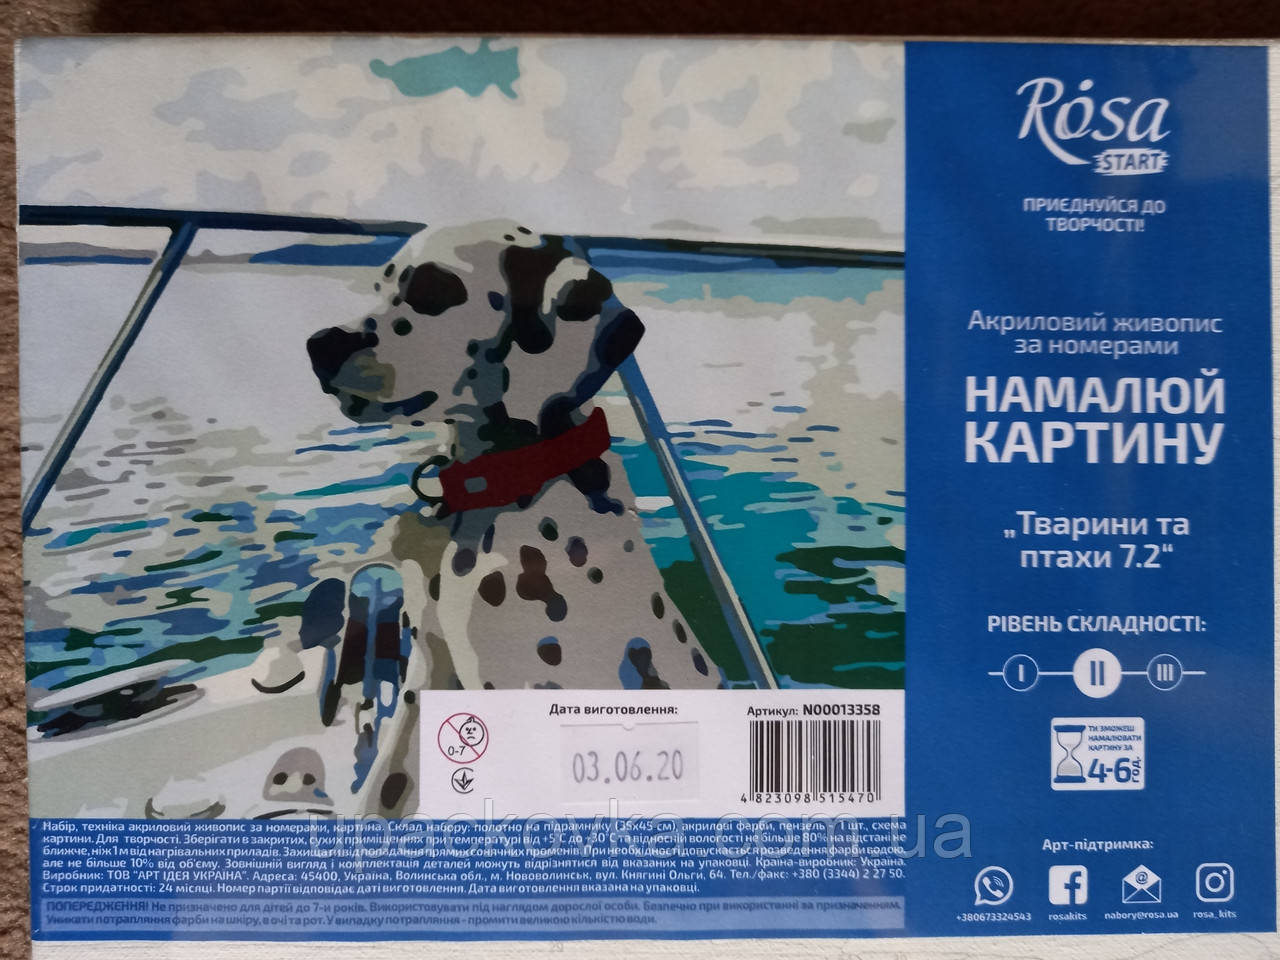 Rósa
START
ПРИЄДНУЙСЯ ДО
ТВОРЧОСТІ!
Акриловий живопис
за номерами
НАМАЛЮЙ
КАРТИНУ
„Тварини та
птахи 7.2“
РІВЕНЬ СКЛАДНОСТІ:
I II III
ТИ ЗМОЖЕШ
НАМАЛЮВАТИ
КАРТИНУ ЗА
4-6 год.
Дата виготовлення:
03.06.20
Артикул: N00013358
4 823098 515470
0-7
upackovka.com.ua
Набір, техніка акриловий живопис за номерами, картина. Склад набору: полотно на підрамнику (35x45 см), акрилові фарби, пензель - 1 шт., схема
картини. Для творчості. Зберігати в закритих, сухих приміщеннях при температурі від +5˚С до +30˚С та відносній вологості не більше 80% на відстані не
ближче, ніж 1 м від нагрівальних приладів. Захищати від попадання прямих сонячних променів. При необхідності допускається розведення фарби водою,
але не більше 10% від об'єму. Зовнішній вигляд і комплектація деталей можуть відрізнятися від вказаних на упаковці. Країна-виробник: Україна.
Виробник: ТОВ "АРТ ІДЕЯ УКРАЇНА". Адреса: 45400, Україна, Волинська обл., м. Нововолинськ, вул. Княгині Ольги, 64. Тел./факс: +380 (3344) 2 27 50.
Строк придатності: 24 місяці. Номер партії відповідає даті виготовлення. Дата виготовлення вказана на упаковці.
ПОПЕРЕДЖЕННЯ! Не призначено для дітей до 7-и років. Використовувати під наглядом дорослої особи. Безпечно при використанні за призначенням.
Уникати потрапляння фарби на шкіру, в очі та рот. У випадку потрапляння - промити великою кількістю води.
Арт-підтримка:
+380673324543 rosakits nabory@rosa.ua rosa_kits